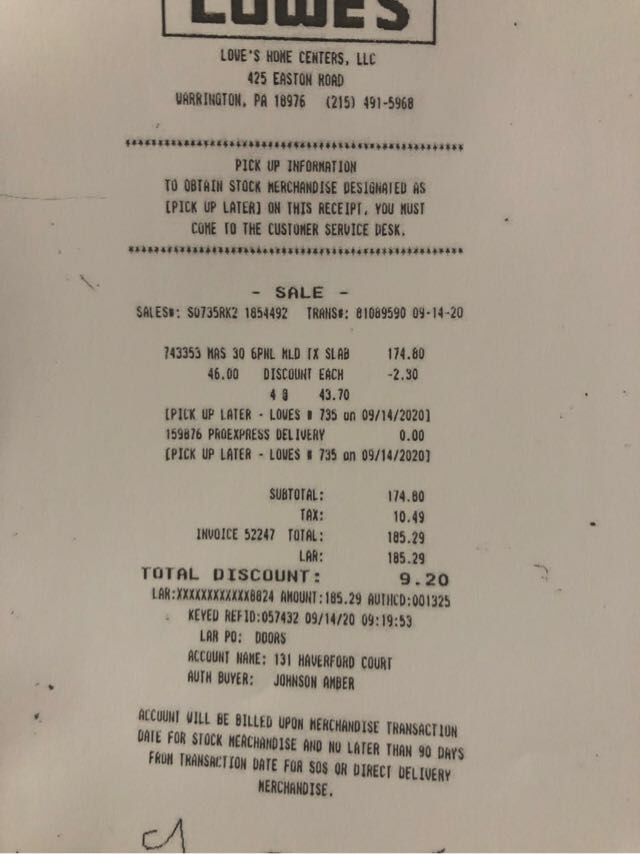 LOWE'S
LOWE'S HOME CENTERS, LLC
425 EASTON ROAD
WARRINGTON, PA 18976 (215) 491-5968
***********************************************
PICK UP INFORMATION
TO OBTAIN STOCK MERCHANDISE DESIGNATED AS
[PICK UP LATER] ON THIS RECEIPT, YOU MUST
COME TO THE CUSTOMER SERVICE DESK.
***********************************************
- SALE -
SALES#: S0735RK2 1854492 TRANS#: 81089590 09-14-20
743353 MAS 30 6PNL MLD TX SLAB 174.80
46.00 DISCOUNT EACH -2.30
4 @ 43.70
[PICK UP LATER - LOWES # 735 on 09/14/2020]
159876 PROEXPRESS DELIVERY 0.00
[PICK UP LATER - LOWES # 735 on 09/14/2020]
SUBTOTAL: 174.80
TAX: 10.49
INVOICE 52247 TOTAL: 185.29
LAR: 185.29
TOTAL DISCOUNT: 9.20
LAR:XXXXXXXXXXXX8824 AMOUNT:185.29 AUTHCD:001325
KEYED REFID:057432 09/14/20 09:19:53
LAR PO: DOORS
ACCOUNT NAME: 131 HAVERFORD COURT
AUTH BUYER: JOHNSON AMBER
ACCOUNT WILL BE BILLED UPON MERCHANDISE TRANSACTION
DATE FOR STOCK MERCHANDISE AND NO LATER THAN 90 DAYS
FROM TRANSACTION DATE FOR SOS OR DIRECT DELIVERY
MERCHANDISE.